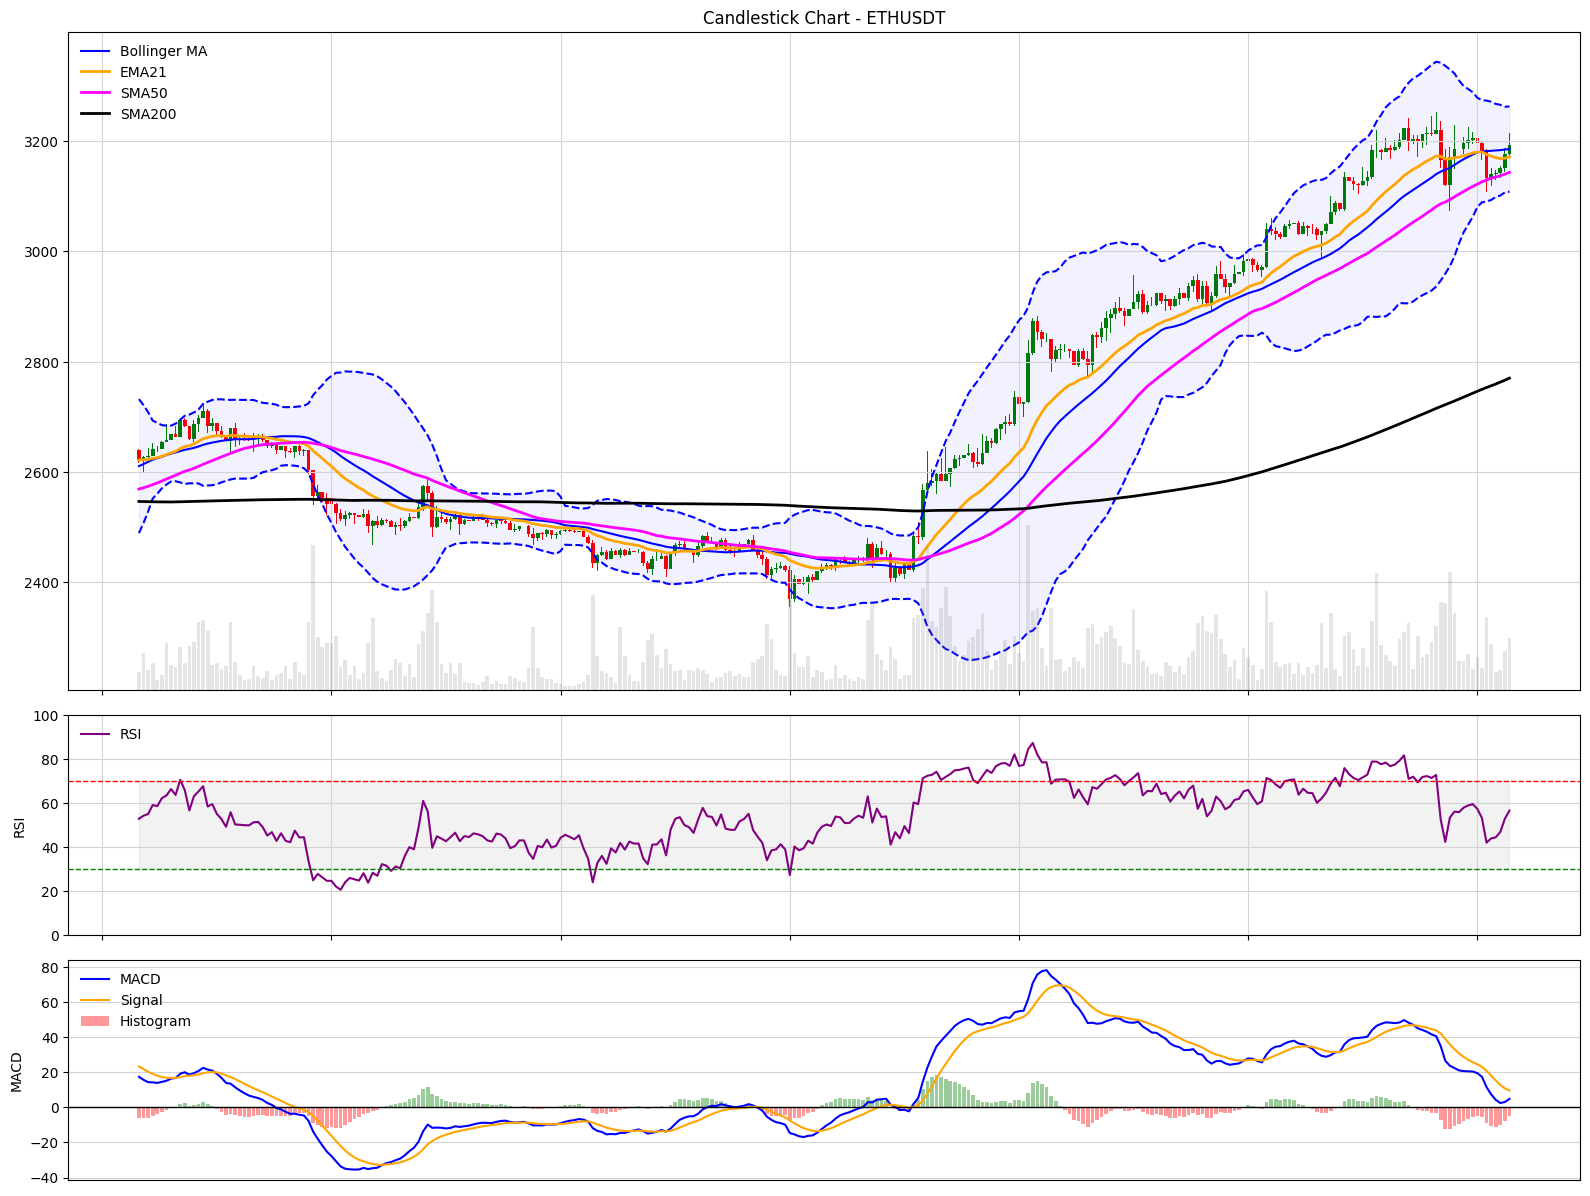 Candlestick Chart - ETHUSDT
Bollinger MA
EMA21
SMA50
SMA200
3200
3000
2800
2600
2400
100
RSI
80
60
RSI
40
20
0
80
MACD
60
Signal
40
Histogram
20
MACD
0
−20
−40